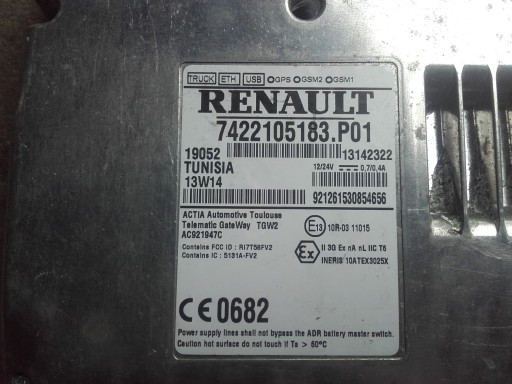 TRUCK ETH USB GPS GSM2 GSM1
RENAULT
7422105183.P01
19052 13142322
TUNISIA 12/24V 0,7/0,4A
13W14 921261530854656
ACTIA Automotive Toulouse
Telematic GateWay TGW2
AC921947C
E13 10R-03 11015
Contains FCC ID : RI7T56FV2
Contains IC : 5131A-FV2
Ex II 3G Ex nA nL IIC T6
INERIS 10ATEX3025X
CE 0682
Power supply lines shall not bypass the ADR battery master switch.
Caution hot surface do not touch if Ta > 60°C